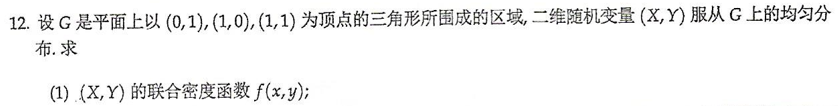 12. 设 G 是平面上以 (0,1),(1,0),(1,1) 为顶点的三角形所围成的区域, 二维随机变量 (X,Y) 服从 G 上的均匀分
布. 求
(1) (X,Y) 的联合密度函数 f(x,y);